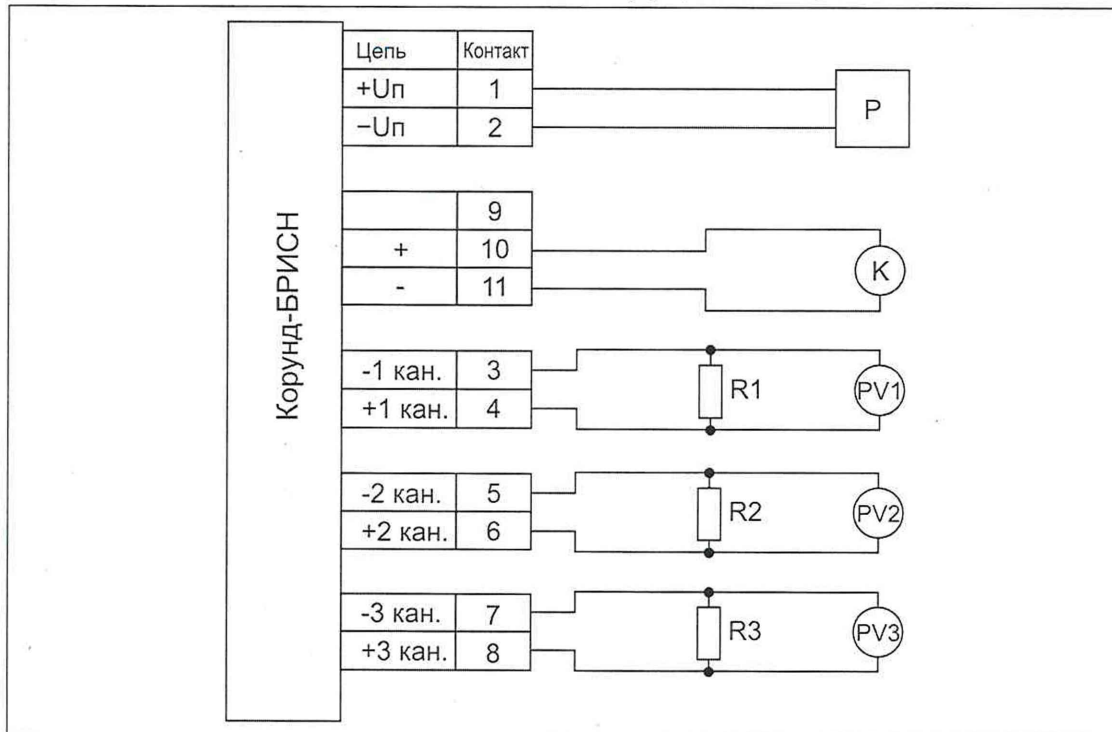 Корунд-БРИСН
Цепь Контакт
+Uп 1
−Uп 2
P
9
+ 10
- 11
K
-1 кан. 3
+1 кан. 4
R1
PV1
-2 кан. 5
+2 кан. 6
R2
PV2
-3 кан. 7
+3 кан. 8
R3
PV3